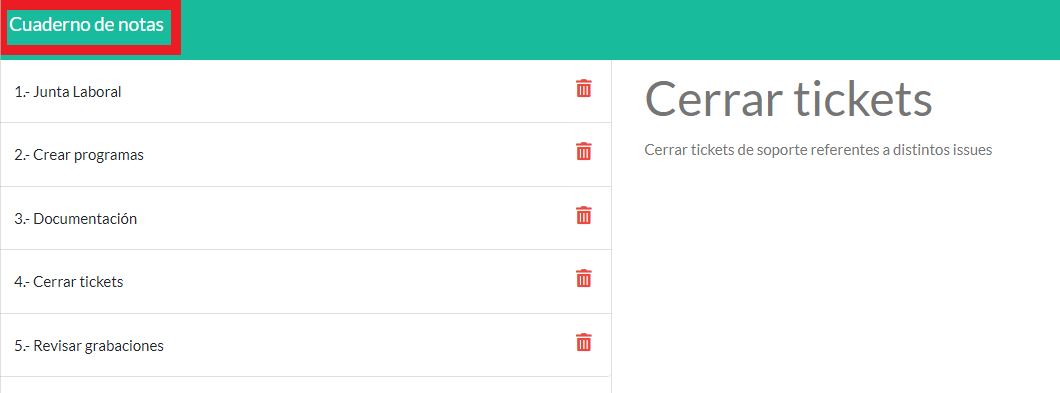 Cuaderno de notas
1.- Junta Laboral
2.- Crear programas
3.- Documentación
4.- Cerrar tickets
5.- Revisar grabaciones
Cerrar tickets
Cerrar tickets de soporte referentes a distintos issues